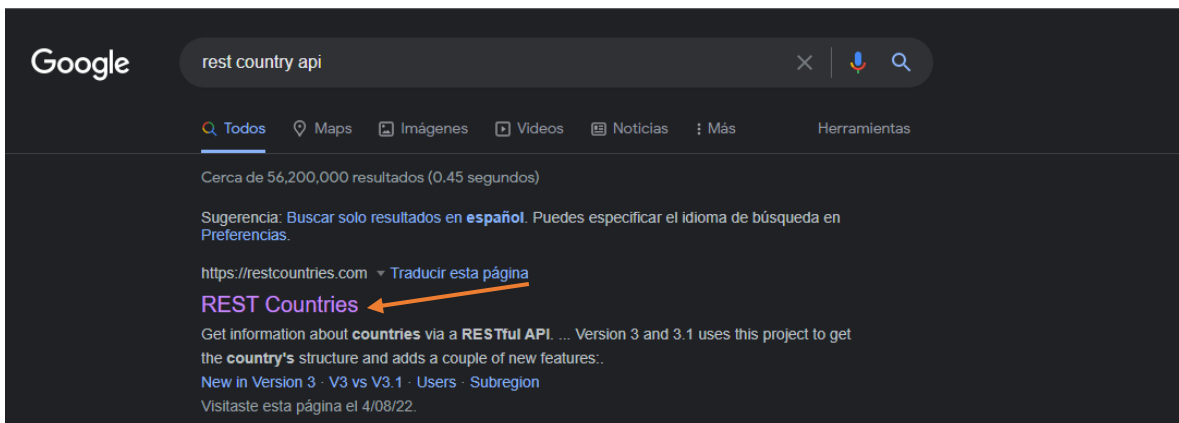 Google
rest country api
Todos Maps Imágenes Videos Noticias Más Herramientas
Cerca de 56,200,000 resultados (0.45 segundos)
Sugerencia: Buscar solo resultados en español. Puedes especificar el idioma de búsqueda en
Preferencias.
https://restcountries.com Traducir esta página
REST Countries
Get information about countries via a RESTful API. ... Version 3 and 3.1 uses this project to get
the country's structure and adds a couple of new features:.
New in Version 3 · V3 vs V3.1 · Users · Subregion
Visitaste esta página el 4/08/22.